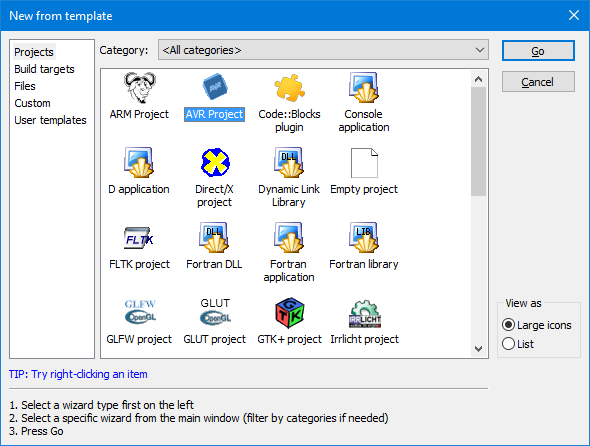 New from template
Projects
Build targets
Files
Custom
User templates
Category: <All categories>
Go
Cancel
AVR
ARM Project
AVR Project
Code::Blocks
plugin
Console
application
DLL
D application
Direct/X
project
Dynamic Link
Library
Empty project
FLTK
DLL
LIB
FLTK project
Fortran DLL
Fortran
application
Fortran library
GLFW
OpenGL
GLUT
OpenGL
GTK
IRRLICHT
GLFW project
GLUT project
GTK+ project
Irrlicht project
View as
Large icons
List
TIP: Try right-clicking an item
1. Select a wizard type first on the left
2. Select a specific wizard from the main window (filter by categories if needed)
3. Press Go